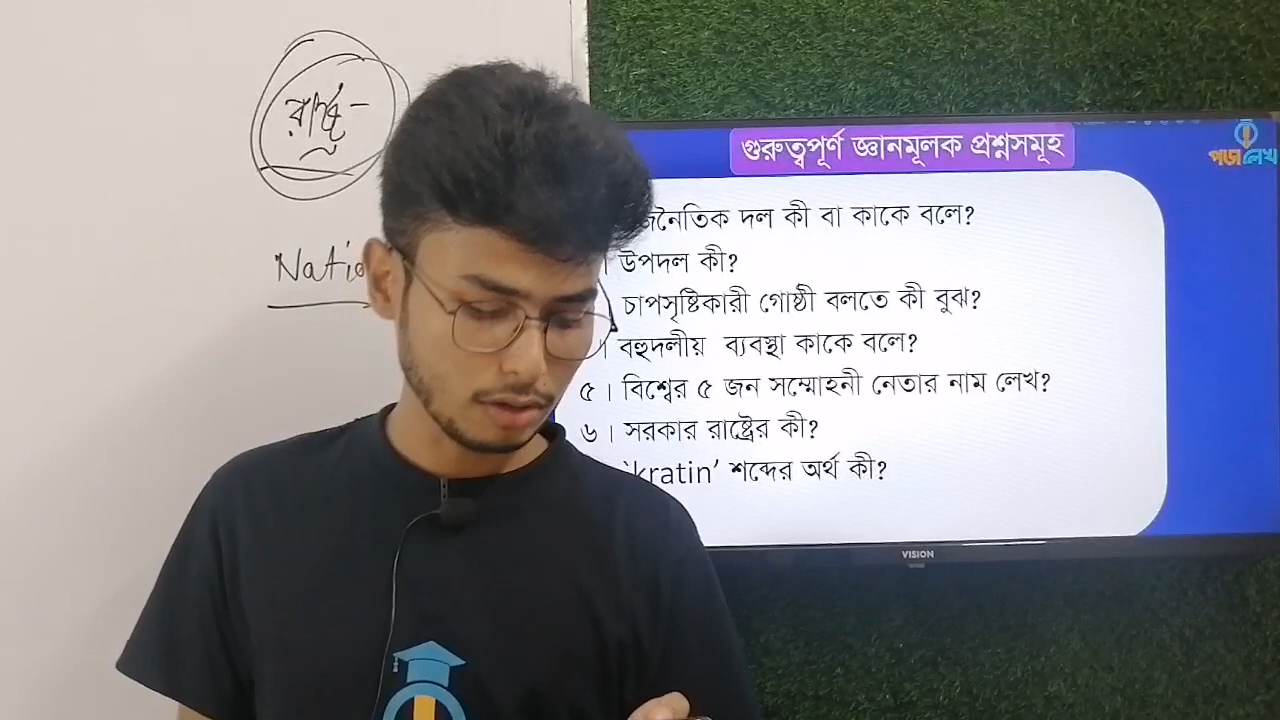 রাষ্ট্র -
Natio
গুরুত্বপূর্ণ জ্ঞানমূলক প্রশ্নসমূহ
পড়ালেখা
জনৈতিক দল কী বা কাকে বলে?
। উপদল কী?
চাপসৃষ্টিকারী গোষ্ঠী বলতে কী বুঝ?
। বহুদলীয় ব্যবস্থা কাকে বলে?
৫। বিশ্বের ৫ জন সম্মোহনী নেতার নাম লেখ?
৬। সরকার রাষ্ট্রের কী?
'kratin' শব্দের অর্থ কী?
VISION